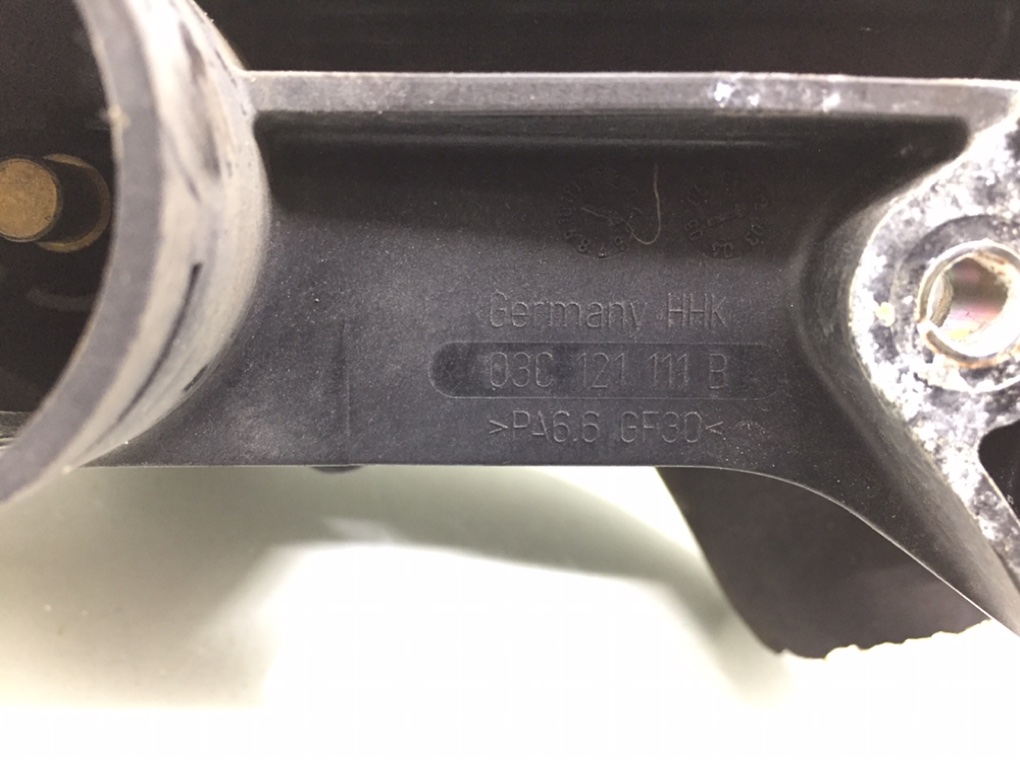 Germany HHK
03C 121 111 B
>PA6.6 GF30<